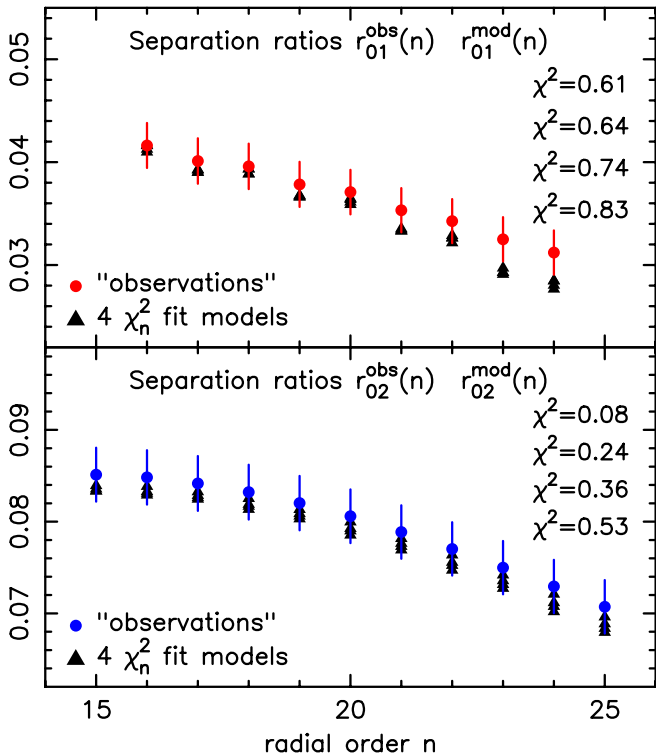 Separation ratios r₀₁ᵒᵇˢ(n) r₀₁ᵐᵒᵈ(n)
χ²=0.61
χ²=0.64
χ²=0.74
χ²=0.83
0.05
0.04
0.03
"observations"
4 χₙ² fit models
Separation ratios r₀₂ᵒᵇˢ(n) r₀₂ᵐᵒᵈ(n)
χ²=0.08
χ²=0.24
χ²=0.36
χ²=0.53
0.09
0.08
0.07
"observations"
4 χₙ² fit models
15 20 25
radial order n